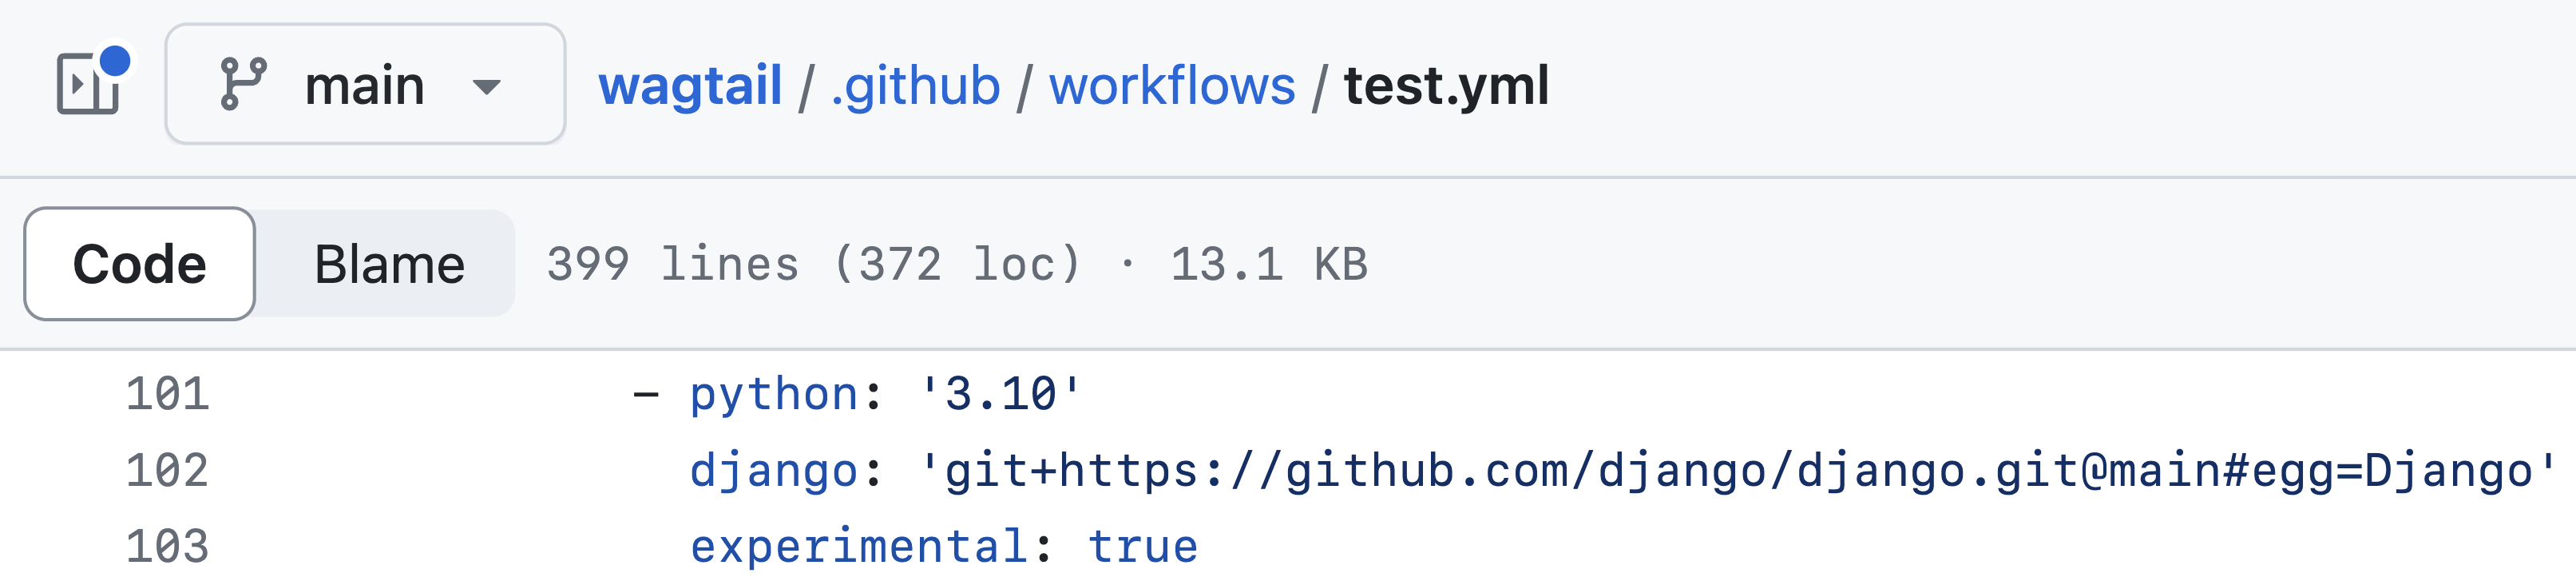 main wagtail / .github / workflows / test.yml
Code Blame 399 lines (372 loc) · 13.1 KB
101 - python: '3.10'
102 django: 'git+https://github.com/django/django.git@main#egg=Django'
103 experimental: true